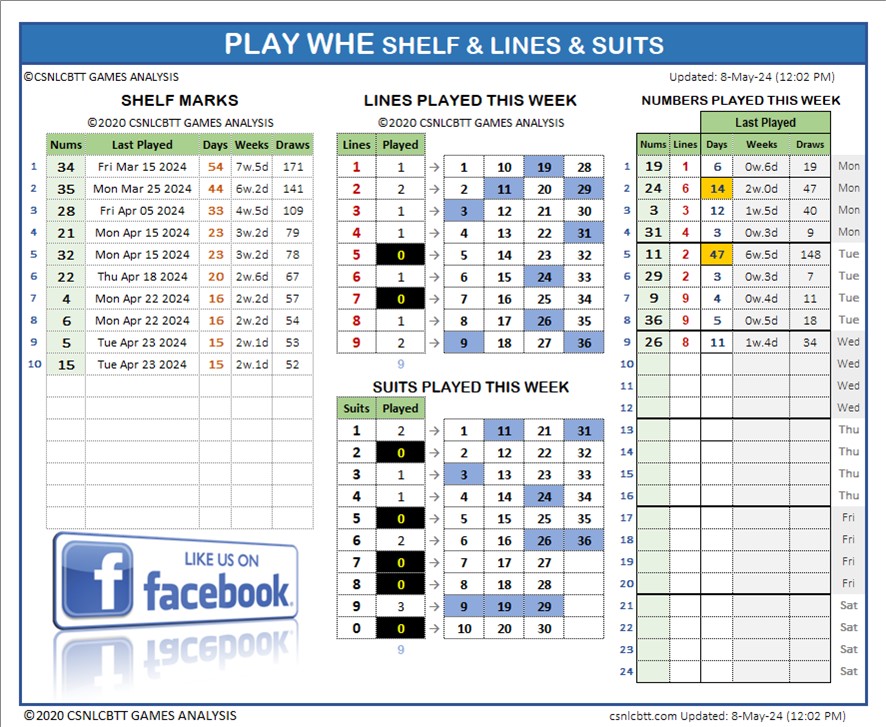 PLAY WHE SHELF & LINES & SUITS
©CSNLCBTT GAMES ANALYSIS
Updated: 8-May-24 (12:02 PM)
SHELF MARKS
©2020 CSNLCBTT GAMES ANALYSIS
Nums Last Played Days Weeks Draws
1 34 Fri Mar 15 2024 54 7w.5d 171
2 35 Mon Mar 25 2024 44 6w.2d 141
3 28 Fri Apr 05 2024 33 4w.5d 109
4 21 Mon Apr 15 2024 23 3w.2d 79
5 32 Mon Apr 15 2024 23 3w.2d 78
6 22 Thu Apr 18 2024 20 2w.6d 67
7 4 Mon Apr 22 2024 16 2w.2d 57
8 6 Mon Apr 22 2024 16 2w.2d 54
9 5 Tue Apr 23 2024 15 2w.1d 53
10 15 Tue Apr 23 2024 15 2w.1d 52
LIKE US ON
facebook
LINES PLAYED THIS WEEK
©2020 CSNLCBTT GAMES ANALYSIS
Lines Played
1 1 → 1 10 19 28
2 2 → 2 11 20 29
3 1 → 3 12 21 30
4 1 → 4 13 22 31
5 0 → 5 14 23 32
6 1 → 6 15 24 33
7 0 → 7 16 25 34
8 1 → 8 17 26 35
9 2 → 9 18 27 36
9
SUITS PLAYED THIS WEEK
Suits Played
1 2 → 1 11 21 31
2 0 → 2 12 22 32
3 1 → 3 13 23 33
4 1 → 4 14 24 34
5 0 → 5 15 25 35
6 2 → 6 16 26 36
7 0 → 7 17 27
8 0 → 8 18 28
9 3 → 9 19 29
0 0 → 10 20 30
9
NUMBERS PLAYED THIS WEEK
Last Played
Nums Lines Days Weeks Draws
1 19 1 6 0w.6d 19 Mon
2 24 6 14 2w.0d 47 Mon
3 3 3 12 1w.5d 40 Mon
4 31 4 3 0w.3d 9 Mon
5 11 2 47 6w.5d 148 Tue
6 29 2 3 0w.3d 7 Tue
7 9 9 4 0w.4d 11 Tue
8 36 9 5 0w.5d 18 Tue
9 26 8 11 1w.4d 34 Wed
10 Wed
11 Wed
12 Wed
13 Thu
14 Thu
15 Thu
16 Thu
17 Fri
18 Fri
19 Fri
20 Fri
21 Sat
22 Sat
23 Sat
24 Sat
©2020 CSNLCBTT GAMES ANALYSIS
csnlcbtt.com Updated: 8-May-24 (12:02 PM)